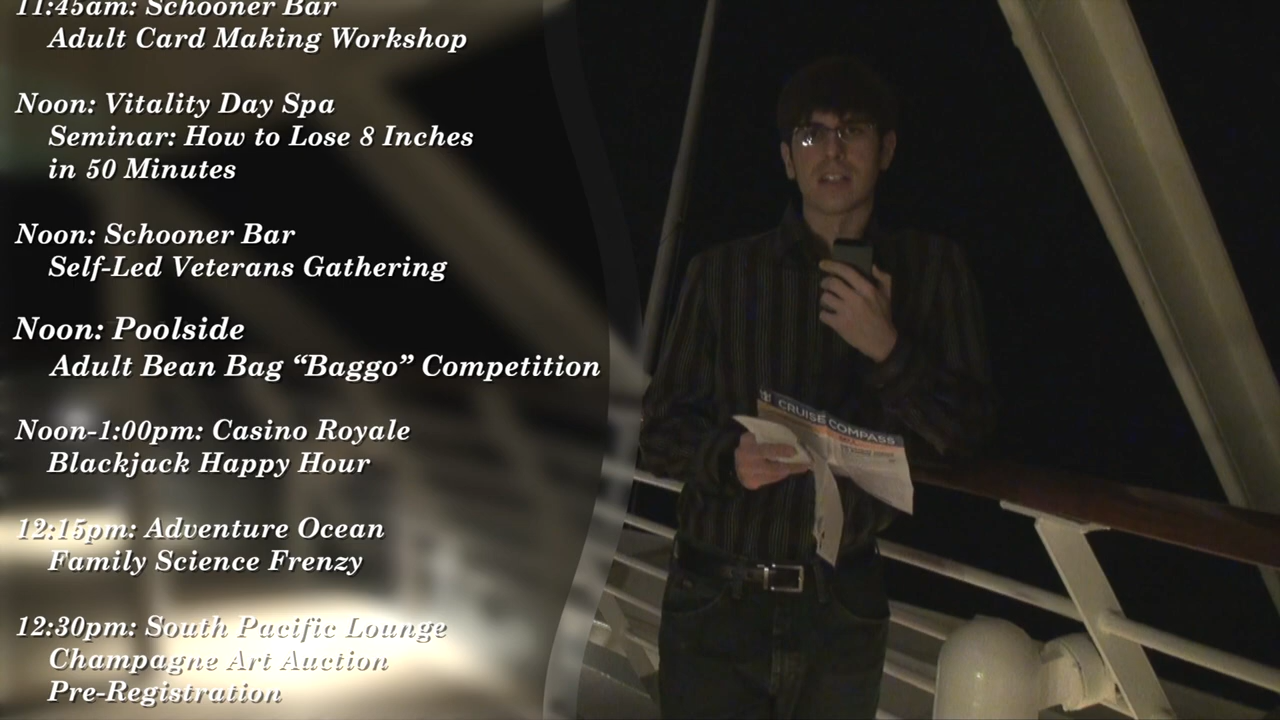 11:45am: Schooner Bar
Adult Card Making Workshop
Noon: Vitality Day Spa
Seminar: How to Lose 8 Inches
in 50 Minutes
Noon: Schooner Bar
Self-Led Veterans Gathering
Noon: Poolside
Adult Bean Bag “Baggo” Competition
Noon-1:00pm: Casino Royale
Blackjack Happy Hour
12:15pm: Adventure Ocean
Family Science Frenzy
12:30pm: South Pacific Lounge
Champagne Art Auction
Pre-Registration
CRUISE COMPASS